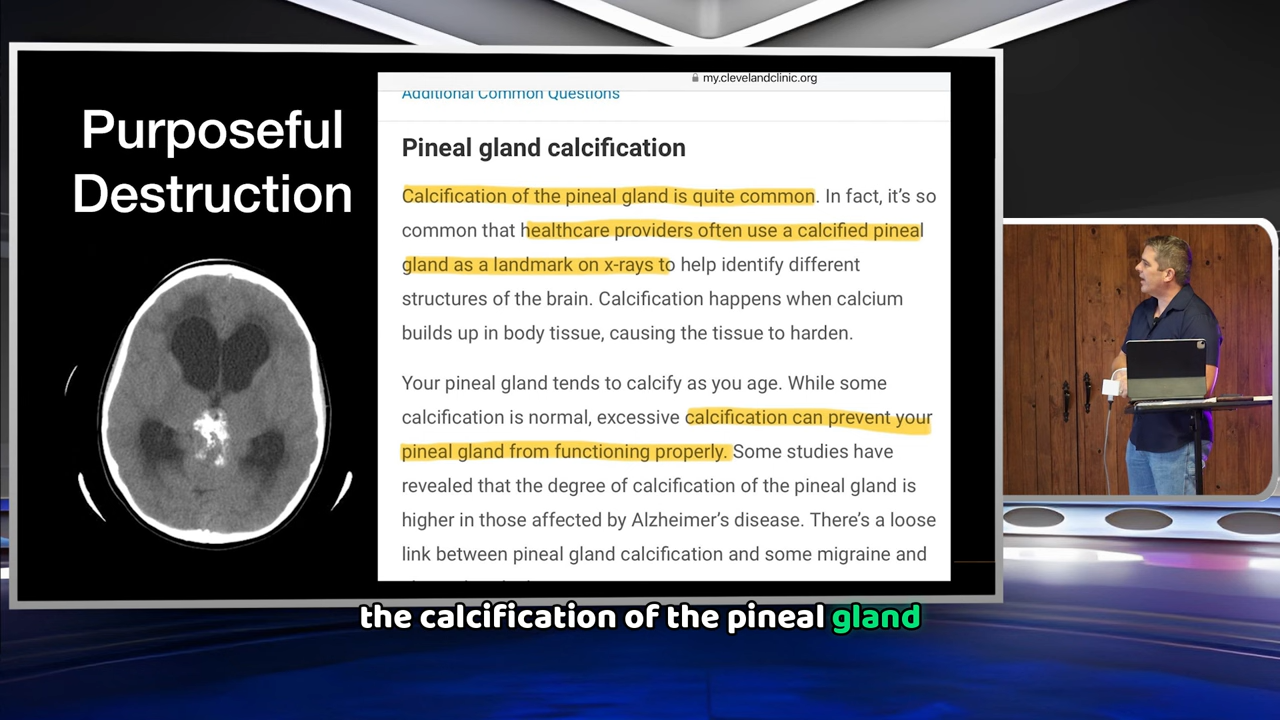 Purposeful
Destruction
my.clevelandclinic.org
Additional Common Questions
Pineal gland calcification
Calcification of the pineal gland is quite common. In fact, it's so
common that healthcare providers often use a calcified pineal
gland as a landmark on x-rays to help identify different
structures of the brain. Calcification happens when calcium
builds up in body tissue, causing the tissue to harden.
Your pineal gland tends to calcify as you age. While some
calcification is normal, excessive calcification can prevent your
pineal gland from functioning properly. Some studies have
revealed that the degree of calcification of the pineal gland is
higher in those affected by Alzheimer's disease. There's a loose
link between pineal gland calcification and some migraine and
the calcification of the pineal gland